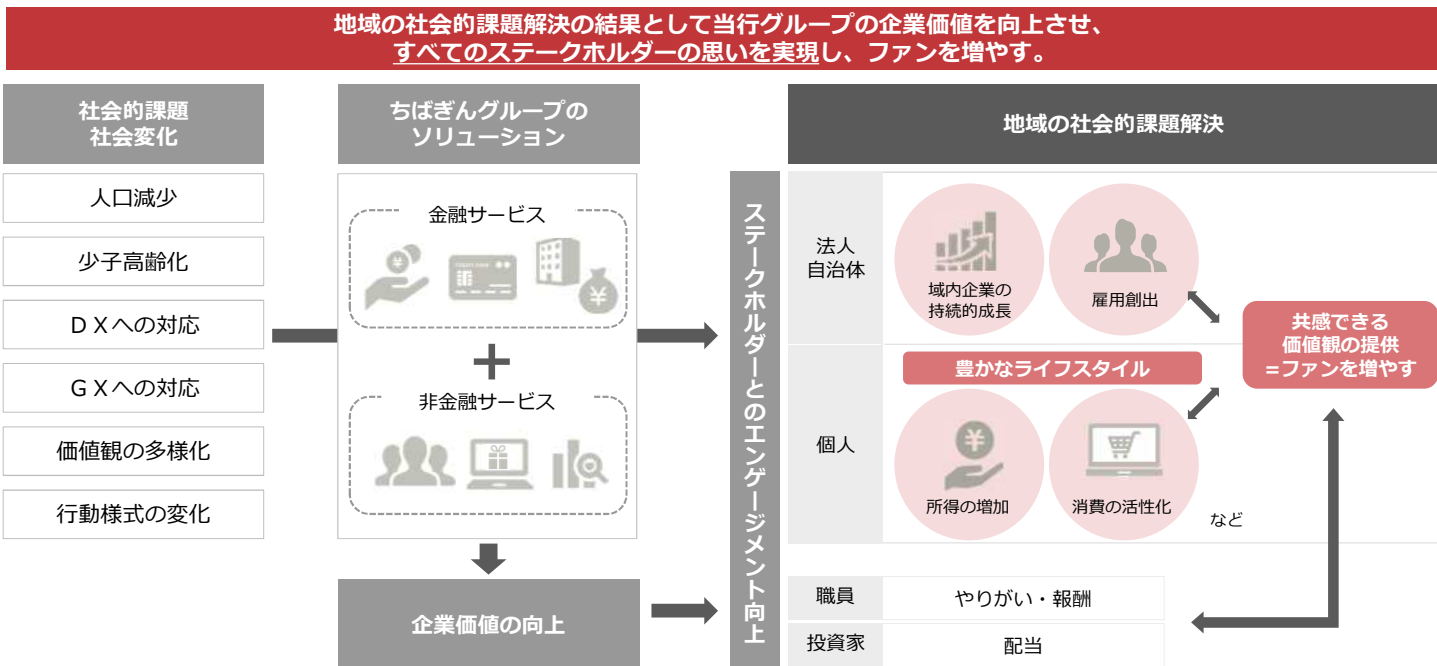 地域の社会的課題解決の結果として当行グループの企業価値を向上させ、
すべてのステークホルダーの思いを実現し、ファンを増やす。
社会的課題
社会変化
人口減少
少子高齢化
ＤＸへの対応
ＧＸへの対応
価値観の多様化
行動様式の変化
ちばぎんグループの
ソリューション
金融サービス
＋
非金融サービス
企業価値の向上
ステークホルダーとのエンゲージメント向上
地域の社会的課題解決
法人
自治体
域内企業の
持続的成長
雇用創出
個人
豊かなライフスタイル
所得の増加
消費の活性化
など
共感できる
価値観の提供
=ファンを増やす
職員
やりがい・報酬
投資家
配当